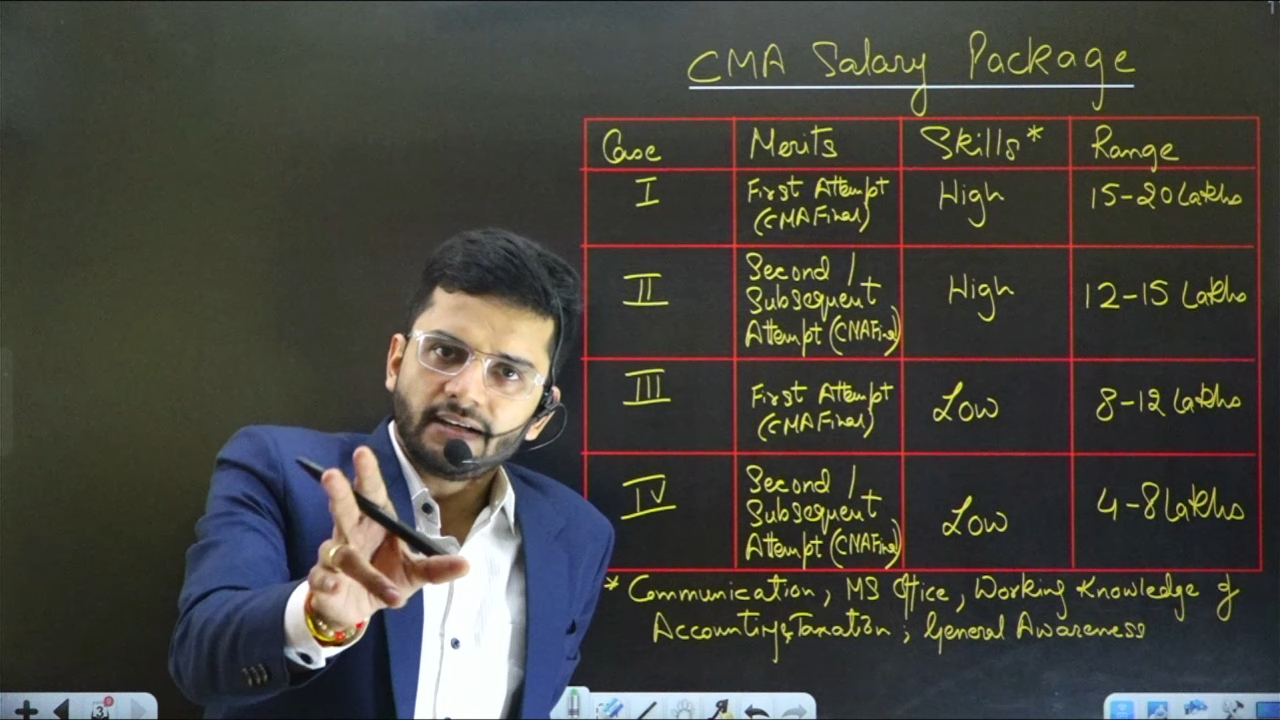 CMA Salary Package
Case Merits Skills* Range
I First Attempt (CMA Final) High 15-20 Lakhs
II Second / Subsequent Attempt (CMA Final) High 12-15 Lakhs
III First Attempt (CMA Final) Low 8-12 Lakhs
IV Second / Subsequent Attempt (CMA Final) Low 4-8 Lakhs
* Communication, MS Office, Working Knowledge of
Accounting & Taxation, General Awareness
3